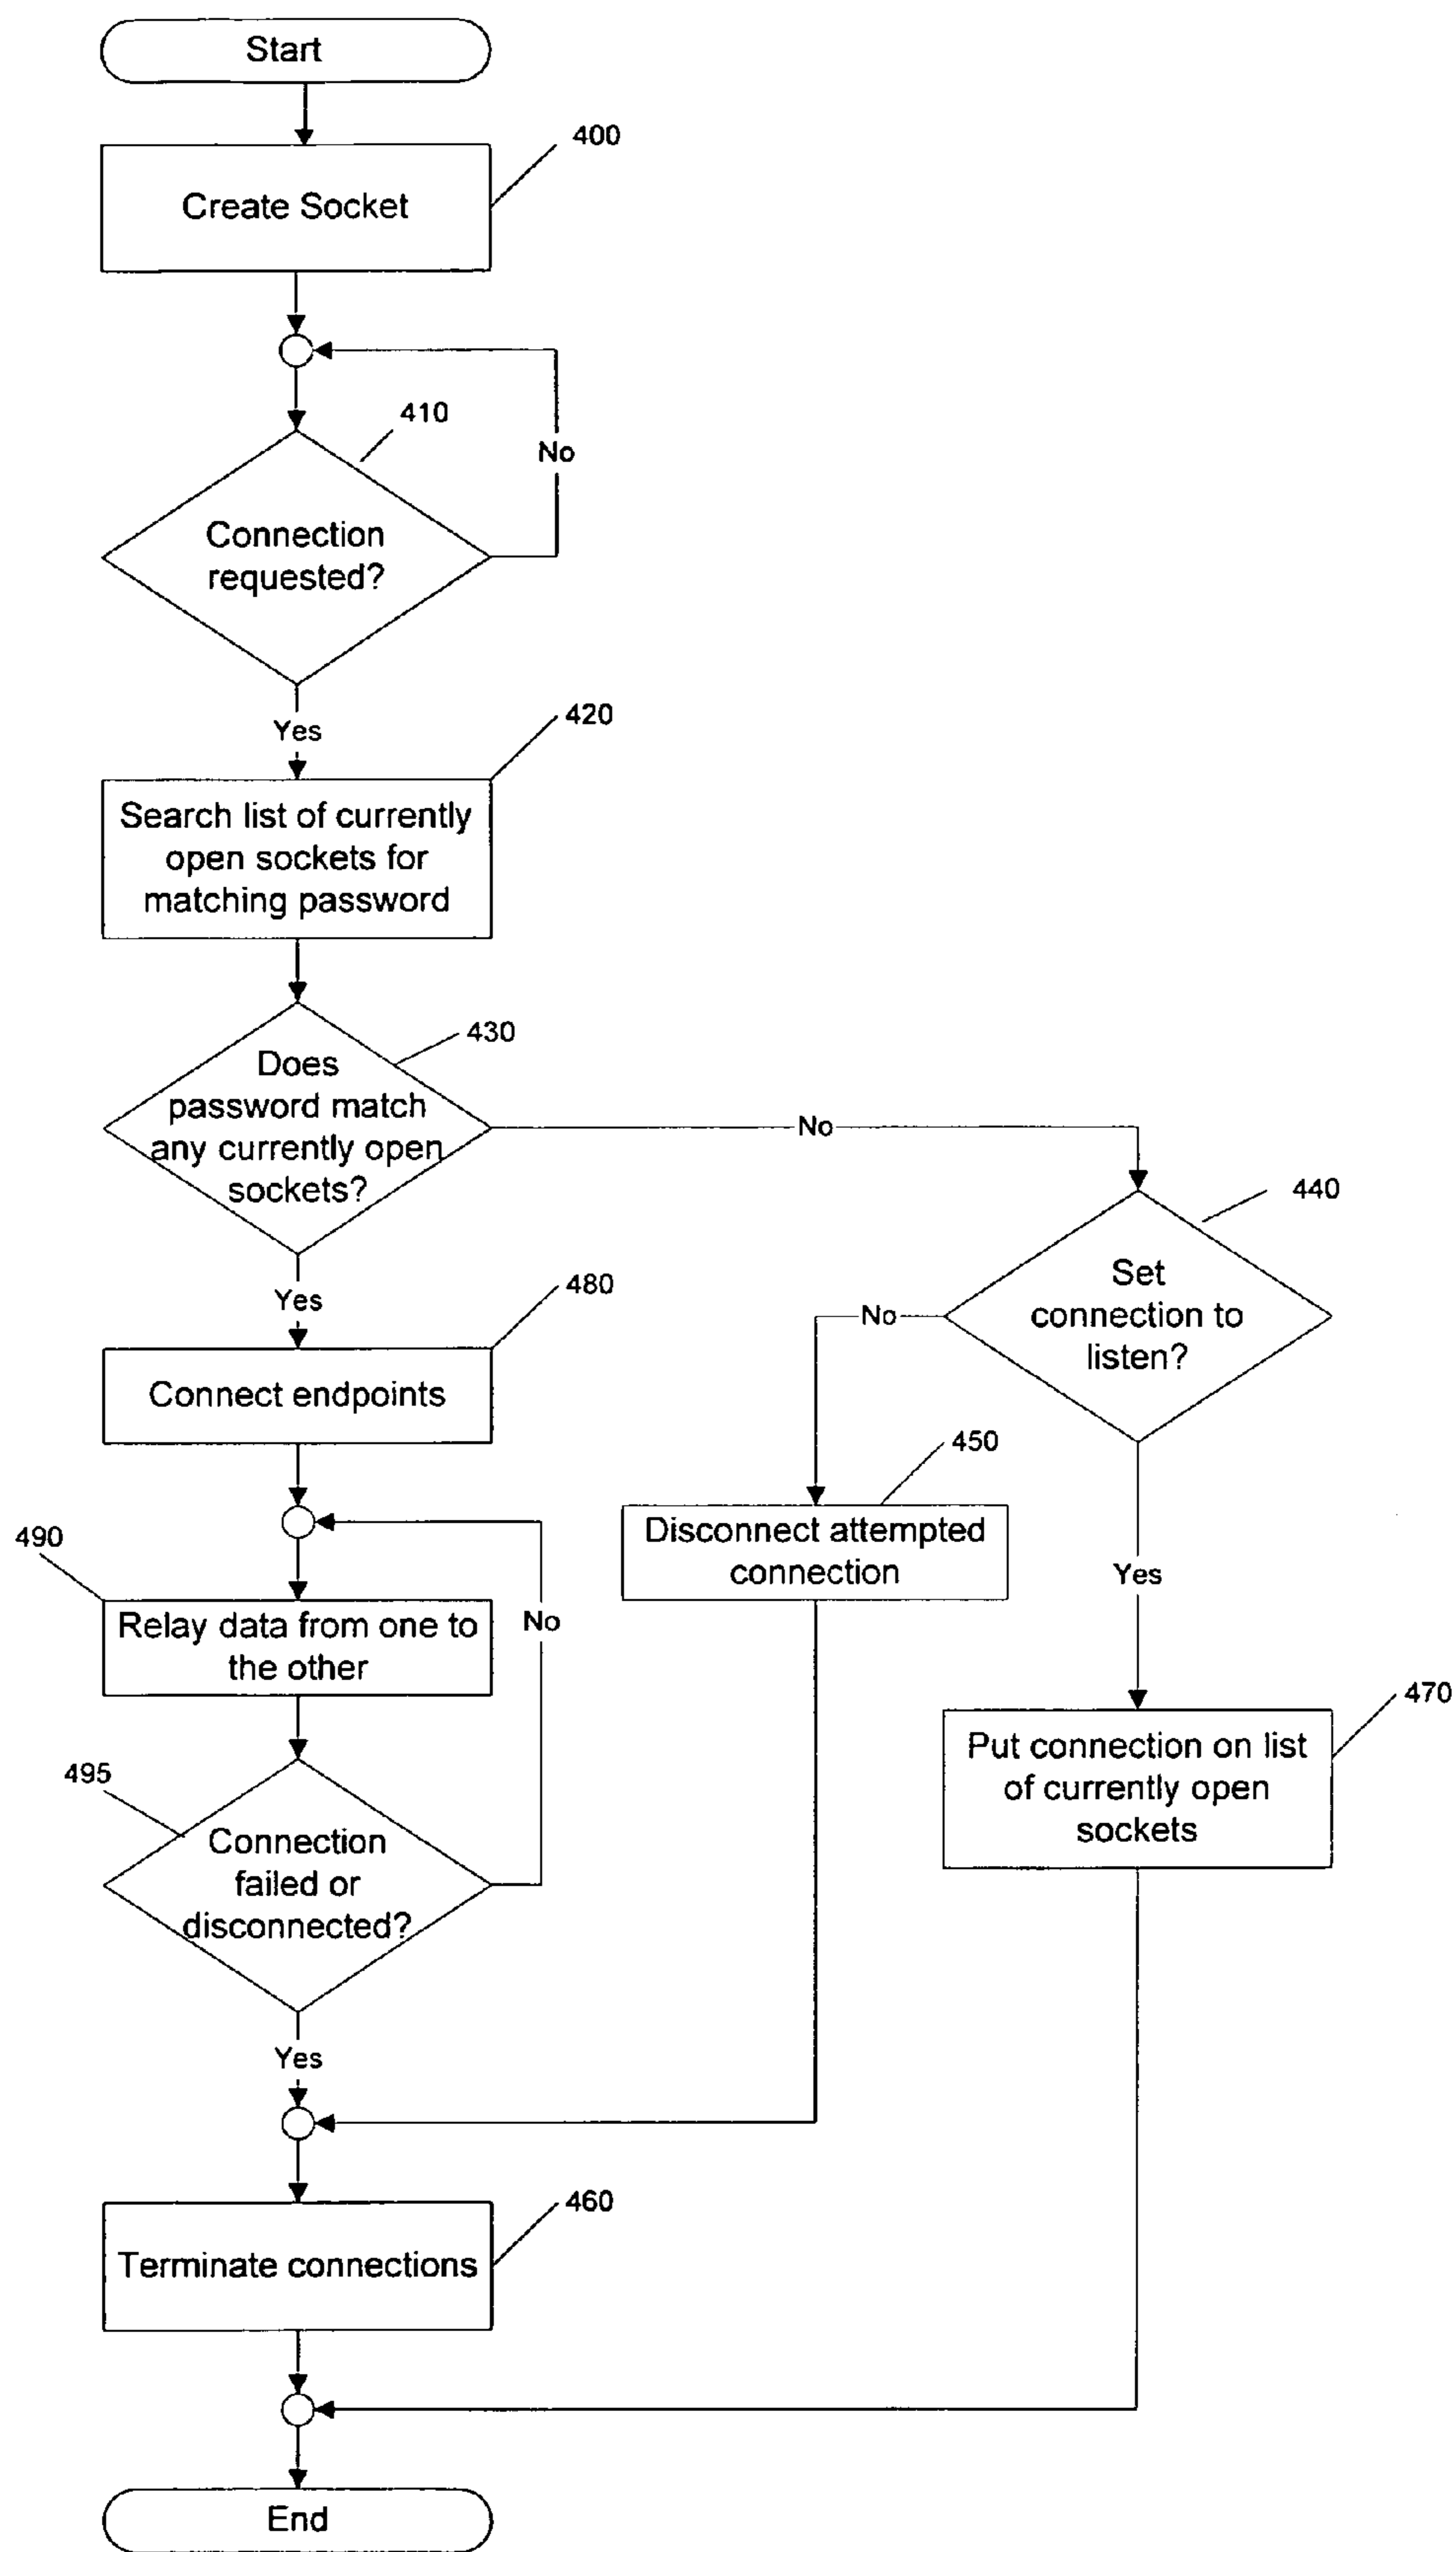 Start
400
Create Socket
410
No
Connection
requested?
Yes
420
Search list of currently
open sockets for
matching password
430
Does
password match
any currently open
sockets?
No
440
Set
connection to
listen?
Yes
480
No
Connect endpoints
450
Disconnect attempted
connection
490
Relay data from one to
the other
No
Yes
470
Put connection on list
of currently open
sockets
495
Connection
failed or
disconnected?
Yes
460
Terminate connections
End